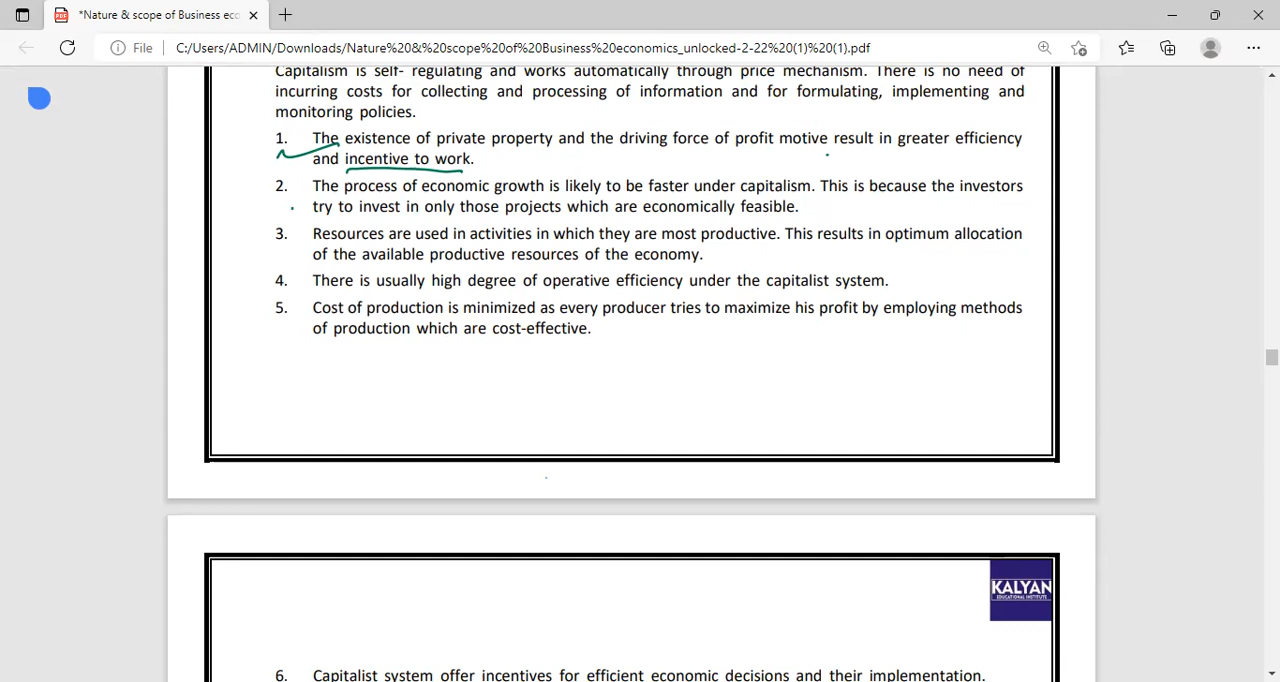 *Nature & scope of Business eco
File
C:/Users/ADMIN/Downloads/Nature%20&%20scope%20of%20Business%20economics_unlocked-2-22%20(1)%20(1).pdf
Capitalism is self- regulating and works automatically through price mechanism. There is no need of
incurring costs for collecting and processing of information and for formulating, implementing and
monitoring policies.
1. The existence of private property and the driving force of profit motive result in greater efficiency
and incentive to work.
2. The process of economic growth is likely to be faster under capitalism. This is because the investors
try to invest in only those projects which are economically feasible.
3. Resources are used in activities in which they are most productive. This results in optimum allocation
of the available productive resources of the economy.
4. There is usually high degree of operative efficiency under the capitalist system.
5. Cost of production is minimized as every producer tries to maximize his profit by employing methods
of production which are cost-effective.
KALYAN
EDUCATIONAL INSTITUTE
6. Capitalist system offer incentives for efficient economic decisions and their implementation.